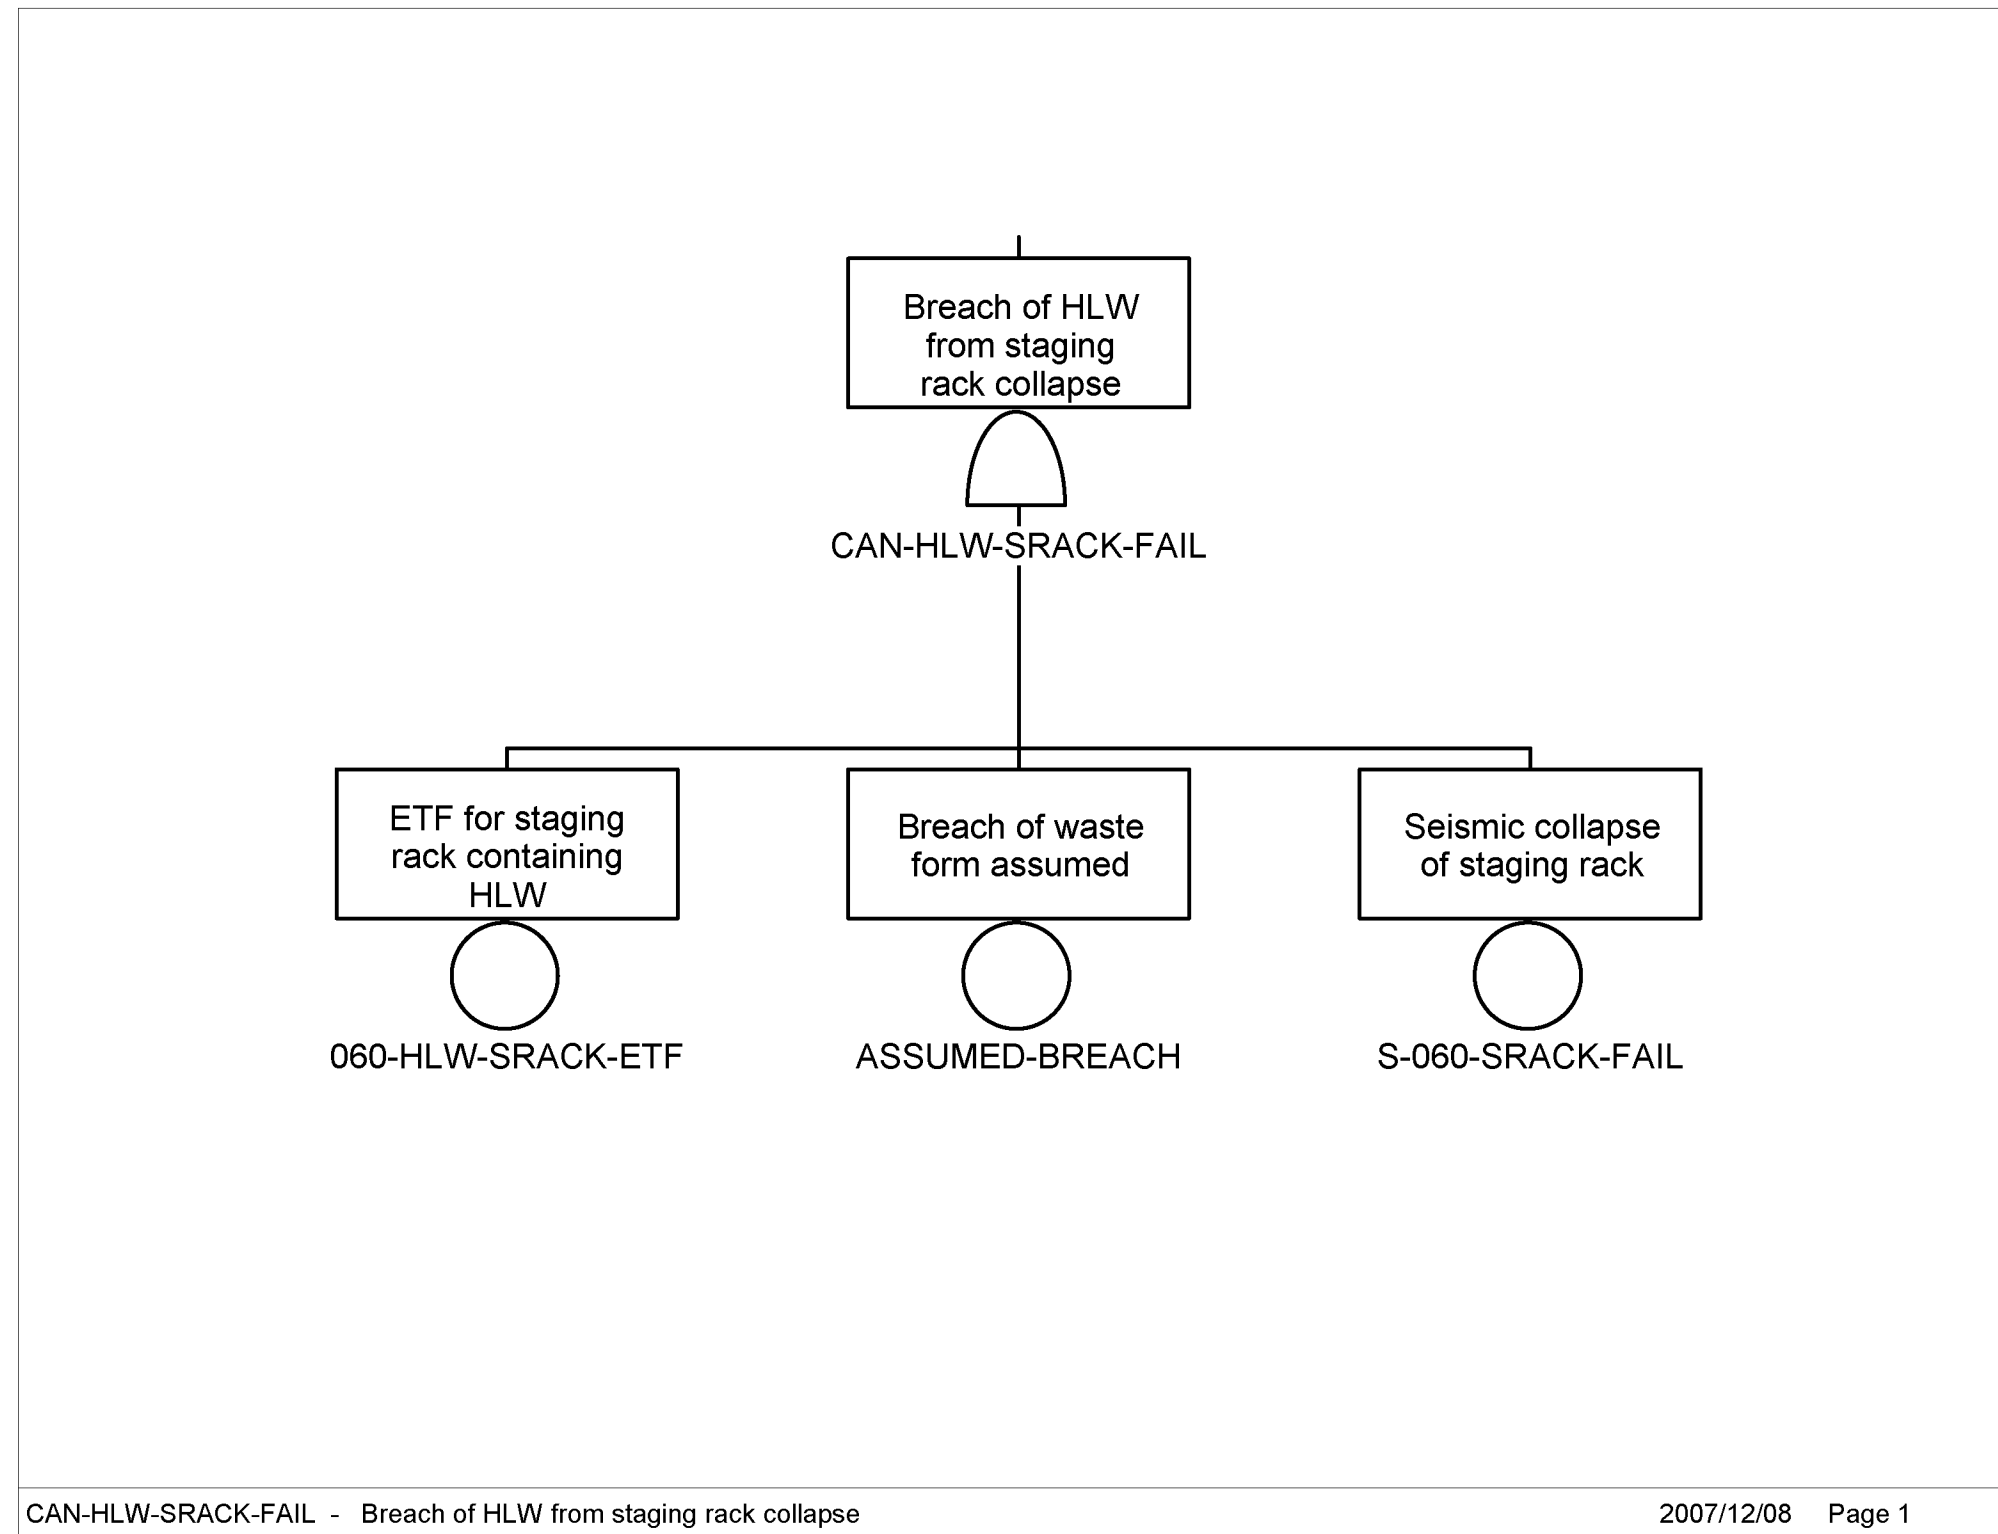 Breach of HLW
from staging
rack collapse
CAN-HLW-SRACK-FAIL
ETF for staging
rack containing
HLW
060-HLW-SRACK-ETF
Breach of waste
form assumed
ASSUMED-BREACH
Seismic collapse
of staging rack
S-060-SRACK-FAIL
CAN-HLW-SRACK-FAIL - Breach of HLW from staging rack collapse
2007/12/08 Page 1